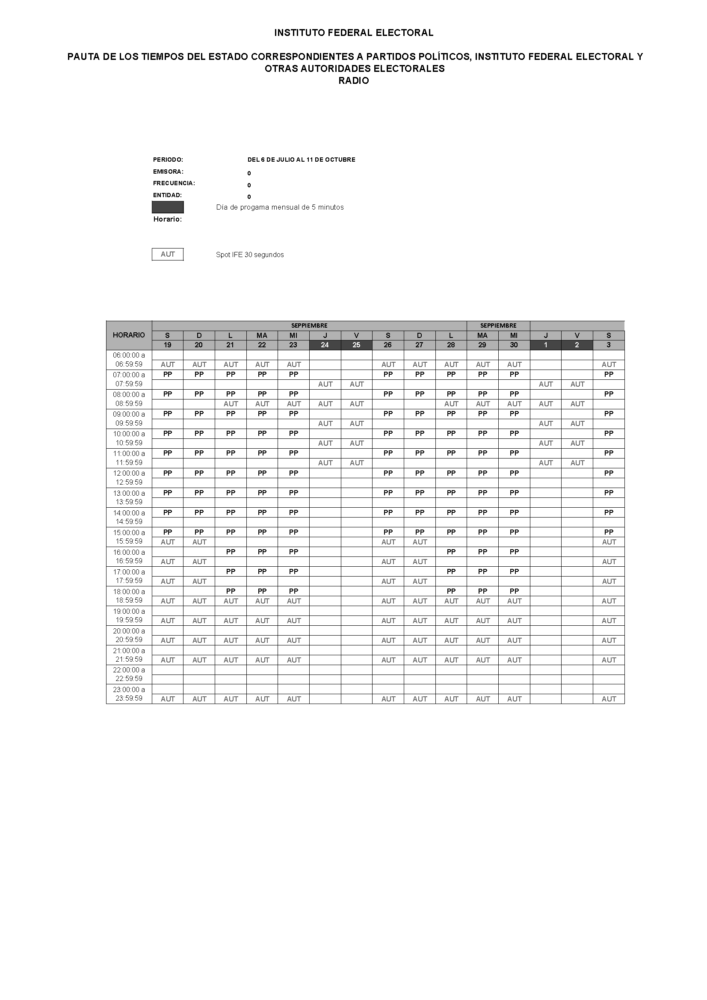 INSTITUTO FEDERAL ELECTORAL
PAUTA DE LOS TIEMPOS DEL ESTADO CORRESPONDIENTES A PARTIDOS POLÍTICOS, INSTITUTO FEDERAL ELECTORAL Y
OTRAS AUTORIDADES ELECTORALES
RADIO
PERIODO: DEL 6 DE JULIO AL 11 DE OCTUBRE
EMISORA: 0
FRECUENCIA: 0
ENTIDAD: 0
Día de progama mensual de 5 minutos
Horario:
AUT Spot IFE 30 segundos
SEPPIEMBRE SEPPIEMBRE
HORARIO S D L MA MI J V S D L MA MI J V S
19 20 21 22 23 24 25 26 27 28 29 30 1 2 3
06:00:00 a
06:59:59 AUT AUT AUT AUT AUT AUT AUT AUT AUT AUT AUT
07:00:00 a PP PP PP PP PP PP PP PP PP PP PP
07:59:59 AUT AUT AUT AUT
08:00:00 a PP PP PP PP PP PP PP PP PP PP PP
08:59:59 AUT AUT AUT AUT AUT AUT AUT AUT AUT AUT
09:00:00 a PP PP PP PP PP PP PP PP PP PP PP
09:59:59 AUT AUT AUT AUT
10:00:00 a PP PP PP PP PP PP PP PP PP PP PP
10:59:59 AUT AUT AUT AUT
11:00:00 a PP PP PP PP PP PP PP PP PP PP PP
11:59:59 AUT AUT AUT AUT
12:00:00 a PP PP PP PP PP PP PP PP PP PP PP
12:59:59
13:00:00 a PP PP PP PP PP PP PP PP PP PP PP
13:59:59
14:00:00 a PP PP PP PP PP PP PP PP PP PP PP
14:59:59
15:00:00 a PP PP PP PP PP PP PP PP PP PP PP
15:59:59 AUT AUT AUT AUT AUT
16:00:00 a PP PP PP PP PP PP
16:59:59 AUT AUT AUT AUT AUT
17:00:00 a PP PP PP PP PP PP
17:59:59 AUT AUT AUT AUT AUT
18:00:00 a PP PP PP PP PP PP
18:59:59 AUT AUT AUT AUT AUT AUT AUT AUT AUT AUT AUT
19:00:00 a
19:59:59 AUT AUT AUT AUT AUT AUT AUT AUT AUT AUT AUT
20:00:00 a
20:59:59 AUT AUT AUT AUT AUT AUT AUT AUT AUT AUT AUT
21:00:00 a
21:59:59 AUT AUT AUT AUT AUT AUT AUT AUT AUT AUT AUT
22:00:00 a
22:59:59
23:00:00 a
23:59:59 AUT AUT AUT AUT AUT AUT AUT AUT AUT AUT AUT